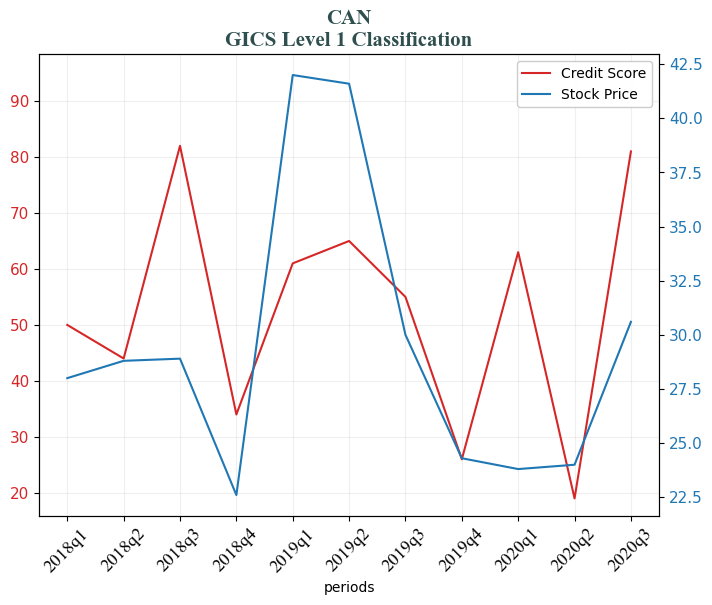 CAN
GICS Level 1 Classification
Credit Score
Stock Price
90
80
70
60
50
40
30
20
42.5
40.0
37.5
35.0
32.5
30.0
27.5
25.0
22.5
2018q1
2018q2
2018q3
2018q4
2019q1
2019q2
2019q3
2019q4
2020q1
2020q2
2020q3
periods